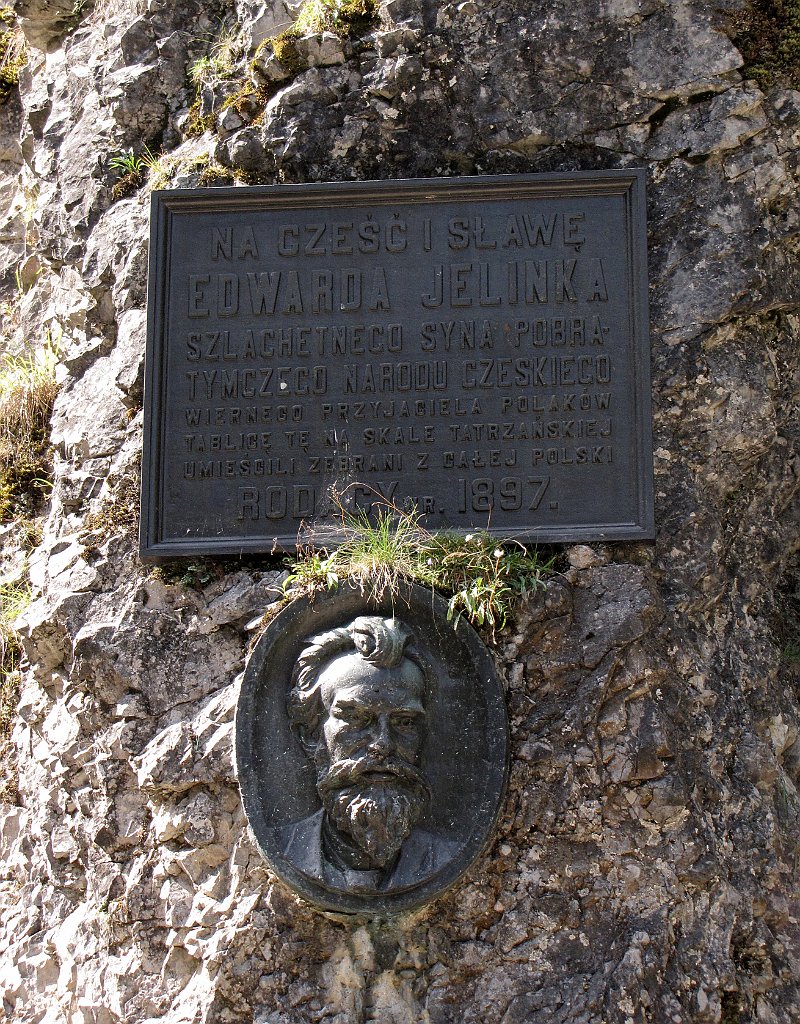 NA CZEŚĆ I SŁAWĘ
EDWARDA JELINKA
SZLACHETNEGO SYNA POBRA-
TYMCZEGO NARODU CZESKIEGO
WIERNEGO PRZYJACIELA POLAKÓW
TABLICĘ TĘ NA SKALE TATRZAŃSKIEJ
UMIEŚCILI ZEBRANI Z CAŁEJ POLSKI
RODACY R. 1897.